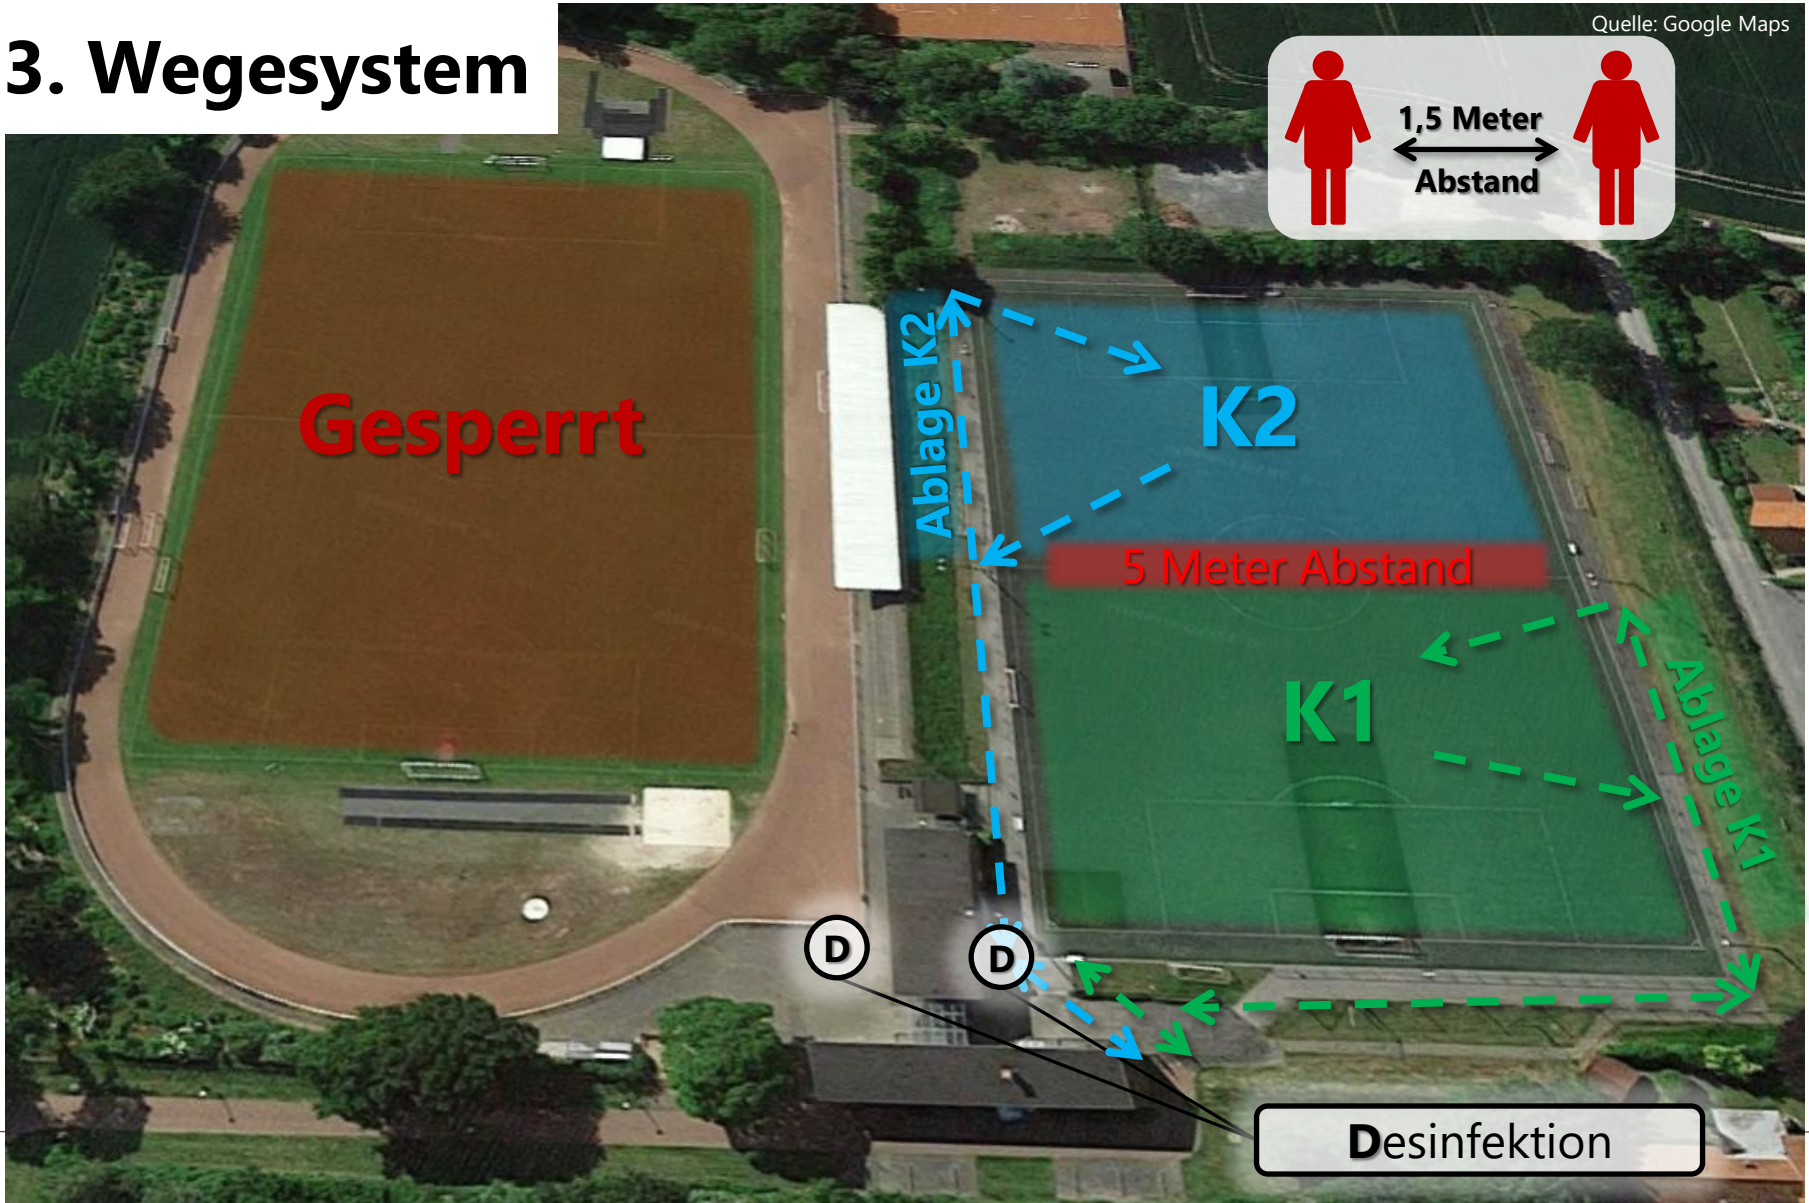 3. Wegesystem
Quelle: Google Maps
1,5 Meter
Abstand
Gesperrt
Ablage K2
K2
5 Meter Abstand
K1
Ablage K1
D
D
Desinfektion